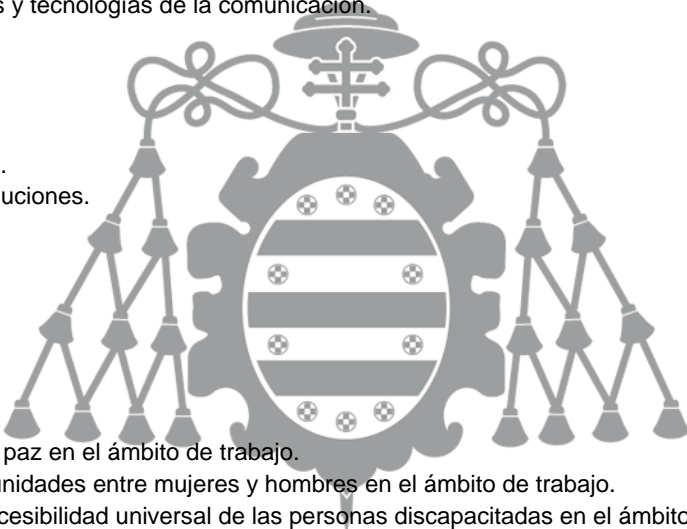 s y tecnologías de la comunicación.
.
uciones.
paz en el ámbito de trabajo.
unidades entre mujeres y hombres en el ámbito de trabajo.
cesibilidad universal de las personas discapacitadas en el ámbito